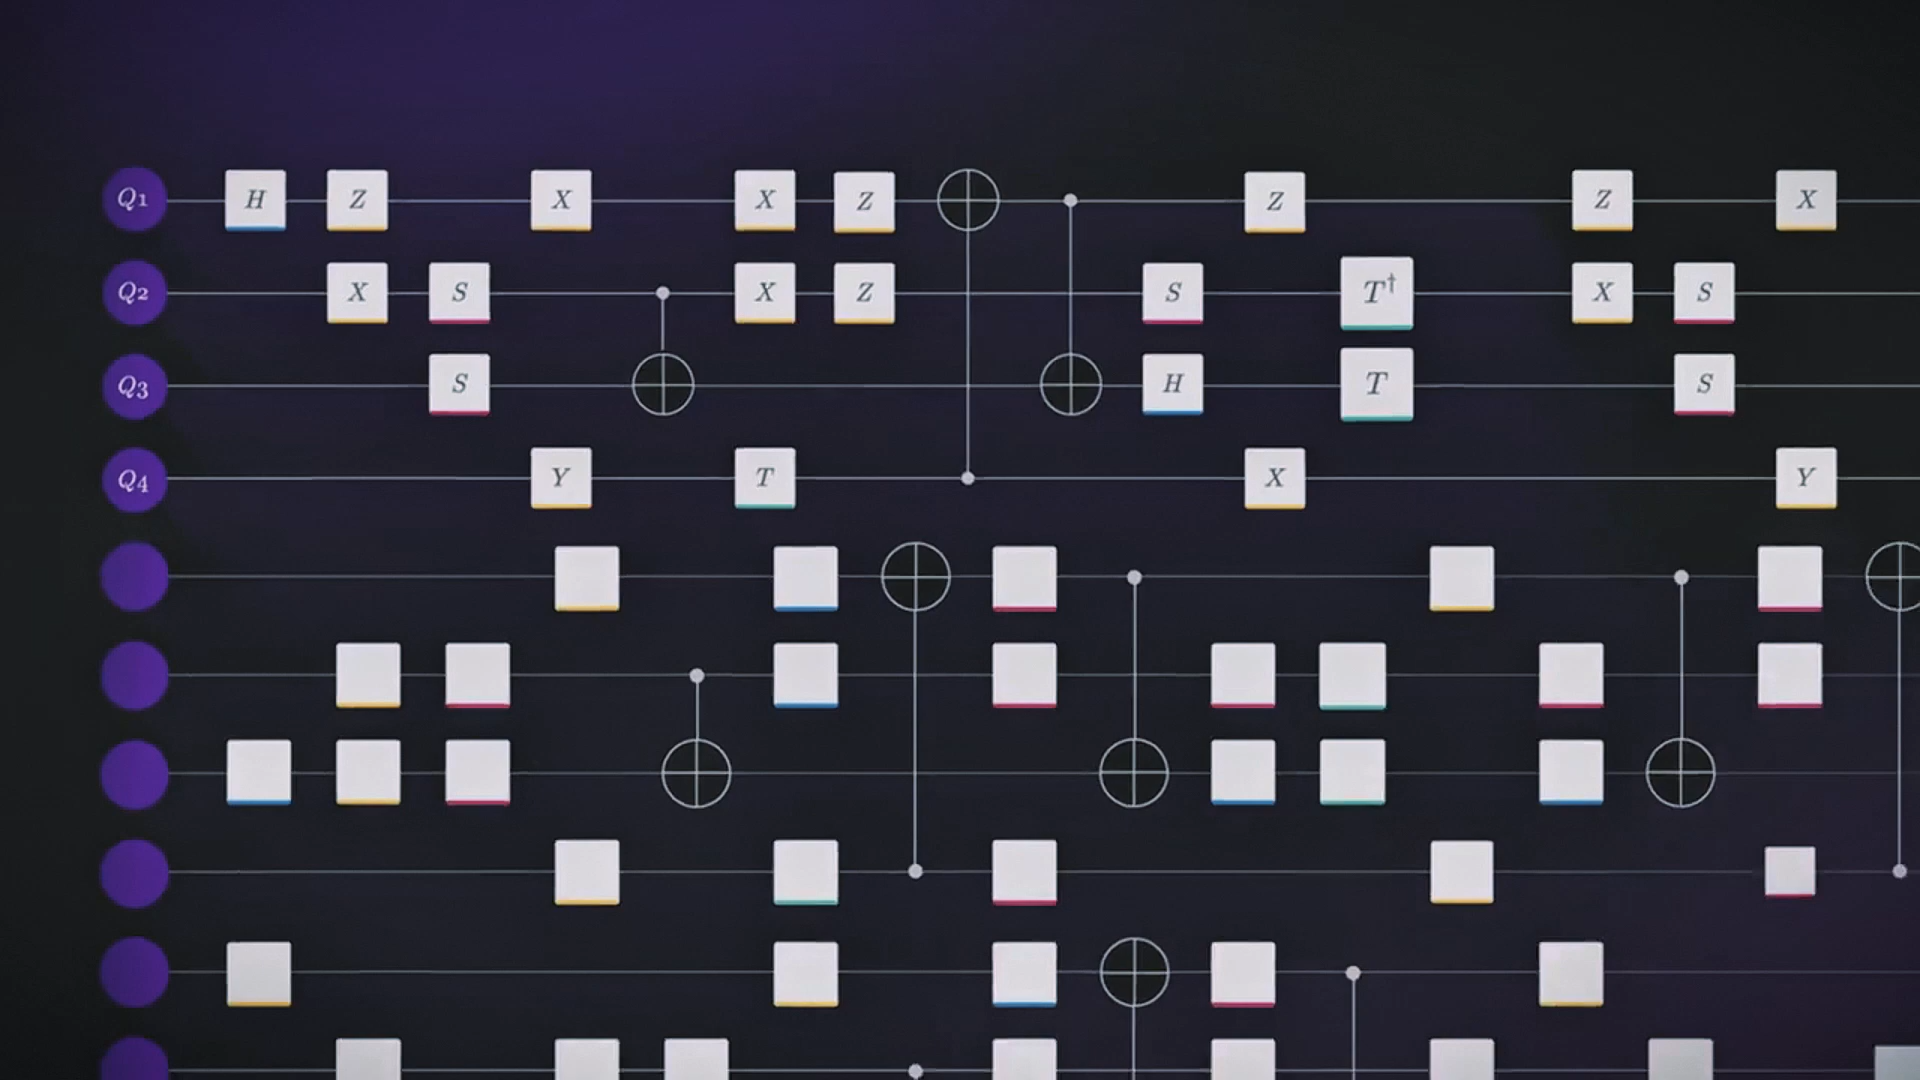 Q1 H Z X X Z Z Z X
Q2 X S X Z S T† X S
Q3 S H T S
Q4 Y T X Y